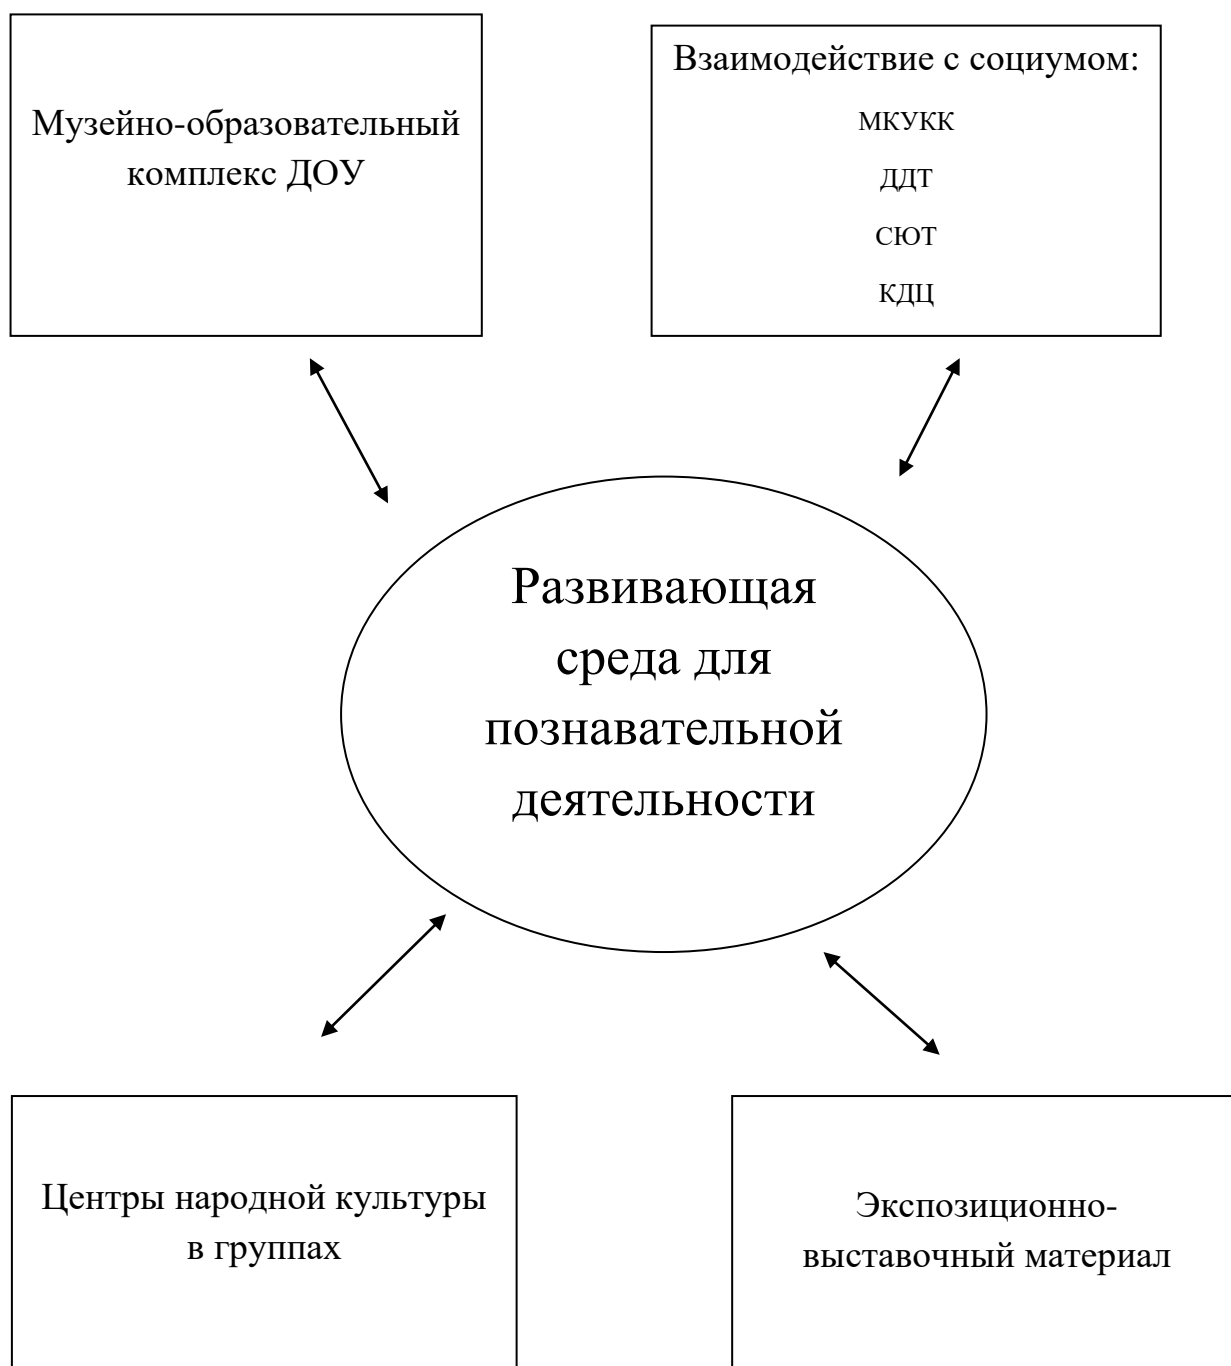 Музейно-образовательный
комплекс ДОУ
Взаимодействие с социумом:
МКУКК
ДДТ
СЮТ
КДЦ
Развивающая
среда для
познавательной
деятельности
Центры народной культуры
в группах
Экспозиционно-
выставочный материал